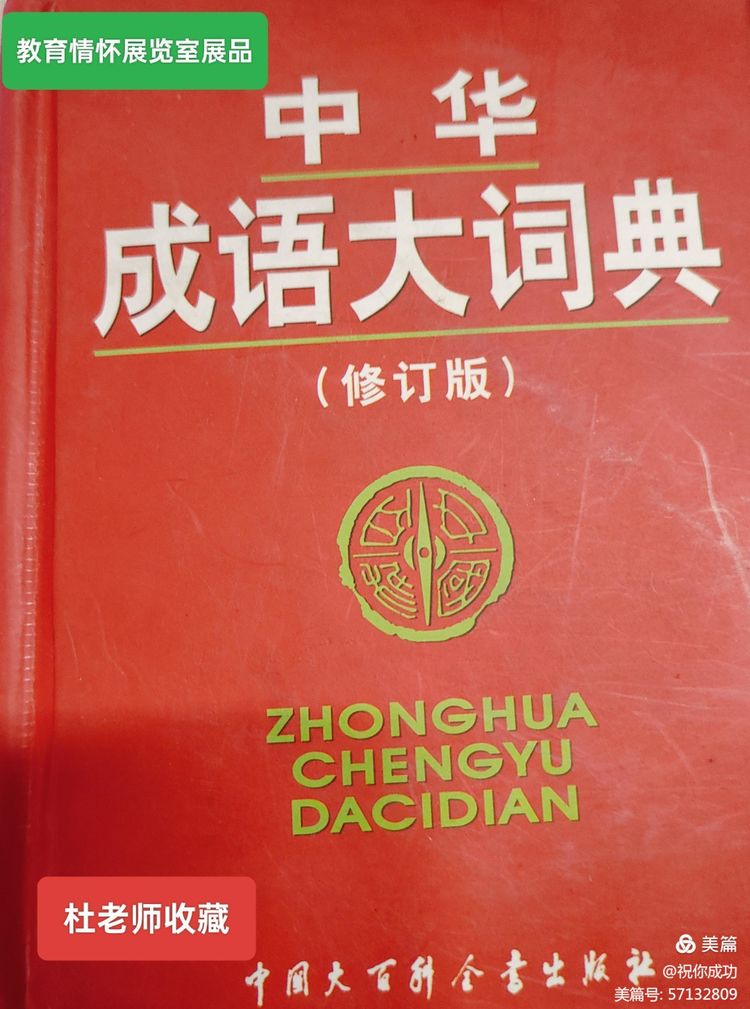 教育情怀展览室展品
中华
成语大词典
（修订版）
ZHONGHUA
CHENGYU
DACIDIAN
杜老师收藏
中国大百科全书出版社
美篇
@祝你成功
美篇号: 57132809